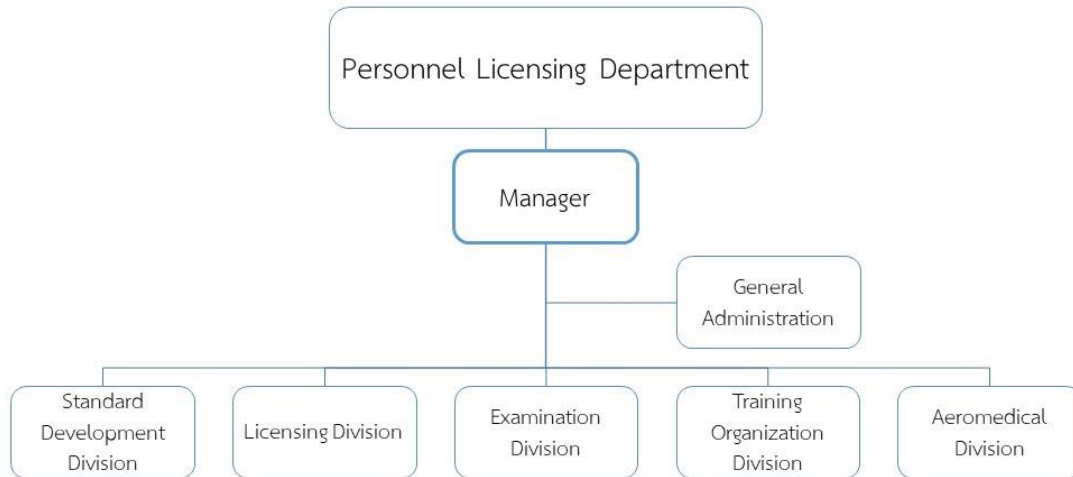 Personnel Licensing Department
Manager
General
Administration
Standard
Development
Division
Licensing Division
Examination
Division
Training
Organization
Division
Aeromedical
Division